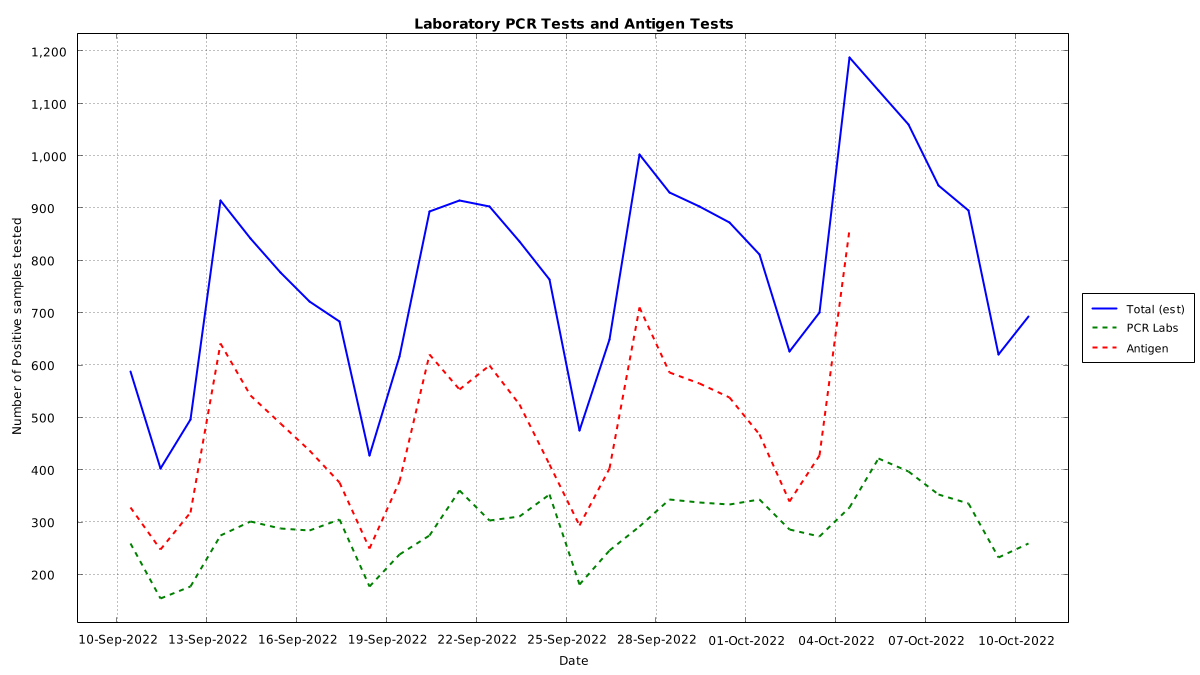 Laboratory PCR Tests and Antigen Tests
Number of Positive samples tested
1,200
1,100
1,000
900
800
700
600
500
400
300
200
10-Sep-2022 13-Sep-2022 16-Sep-2022 19-Sep-2022 22-Sep-2022 25-Sep-2022 28-Sep-2022 01-Oct-2022 04-Oct-2022 07-Oct-2022 10-Oct-2022
Date
Total (est)
PCR Labs
Antigen